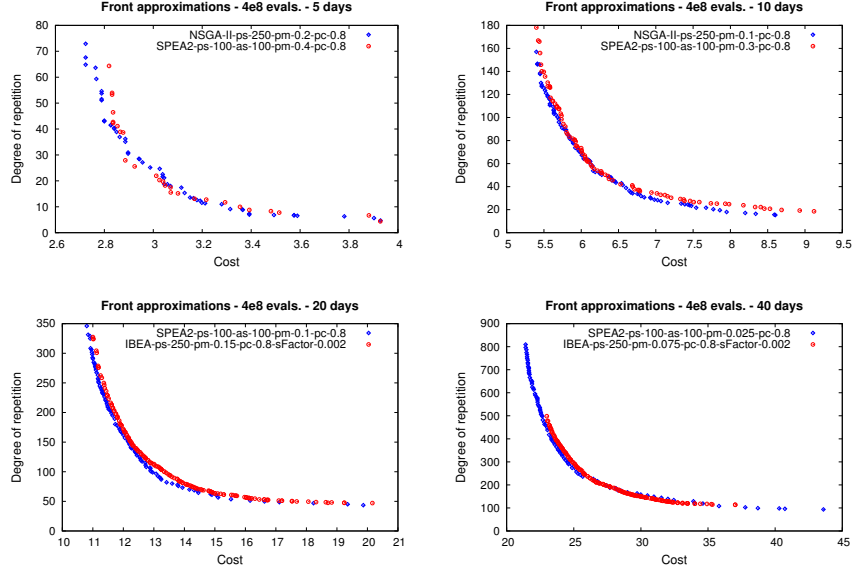 Front approximations - 4e8 evals. - 5 days
NSGA-II-ps-250-pm-0.2-pc-0.8
SPEA2-ps-100-as-100-pm-0.4-pc-0.8
Degree of repetition
80
70
60
50
40
30
20
10
0
2.6 2.8 3 3.2 3.4 3.6 3.8 4
Cost
Front approximations - 4e8 evals. - 10 days
NSGA-II-ps-250-pm-0.1-pc-0.8
SPEA2-ps-100-as-100-pm-0.3-pc-0.8
Degree of repetition
180
160
140
120
100
80
60
40
20
0
5 5.5 6 6.5 7 7.5 8 8.5 9 9.5
Cost
Front approximations - 4e8 evals. - 20 days
SPEA2-ps-100-as-100-pm-0.1-pc-0.8
IBEA-ps-250-pm-0.15-pc-0.8-sFactor-0.002
Degree of repetition
350
300
250
200
150
100
50
0
10 11 12 13 14 15 16 17 18 19 20 21
Cost
Front approximations - 4e8 evals. - 40 days
SPEA2-ps-100-as-100-pm-0.025-pc-0.8
IBEA-ps-250-pm-0.075-pc-0.8-sFactor-0.002
Degree of repetition
900
800
700
600
500
400
300
200
100
0
20 25 30 35 40 45
Cost